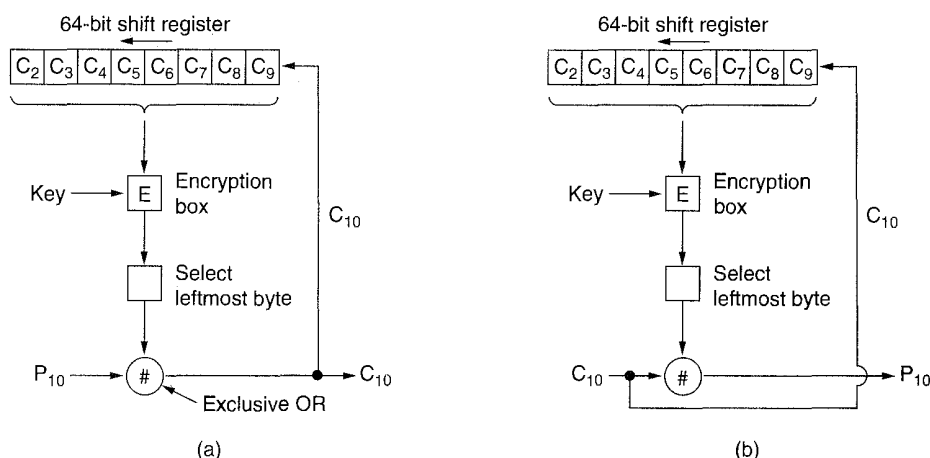 64-bit shift register
C2 C3 C4 C5 C6 C7 C8 C9
Key
E
Encryption
box
C10
Select
leftmost byte
P10
#
C10
Exclusive OR
(a)
64-bit shift register
C2 C3 C4 C5 C6 C7 C8 C9
Key
E
Encryption
box
C10
Select
leftmost byte
C10
#
P10
(b)